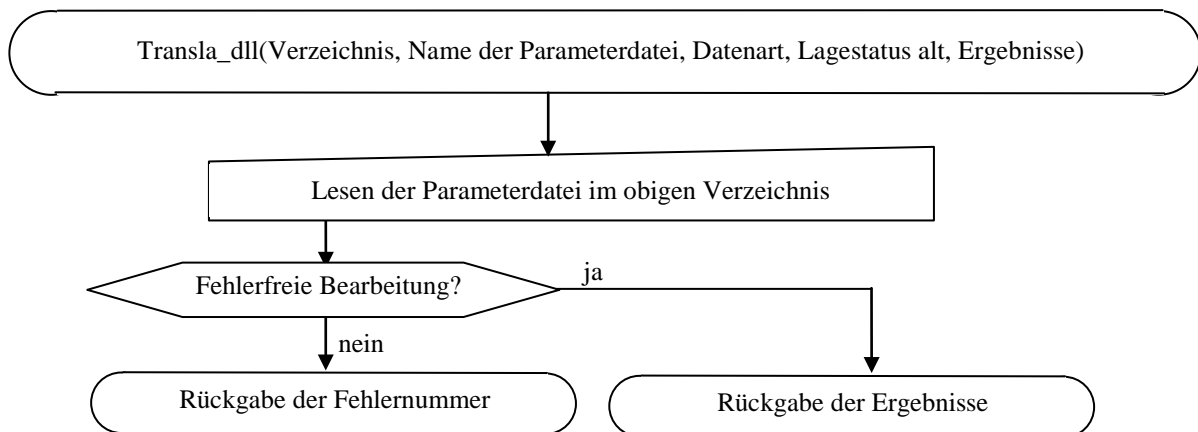 Transla_dll(Verzeichnis, Name der Parameterdatei, Datenart, Lagestatus alt, Ergebnisse)
Lesen der Parameterdatei im obigen Verzeichnis
Fehlerfreie Bearbeitung?
ja
nein
Rückgabe der Fehlernummer
Rückgabe der Ergebnisse